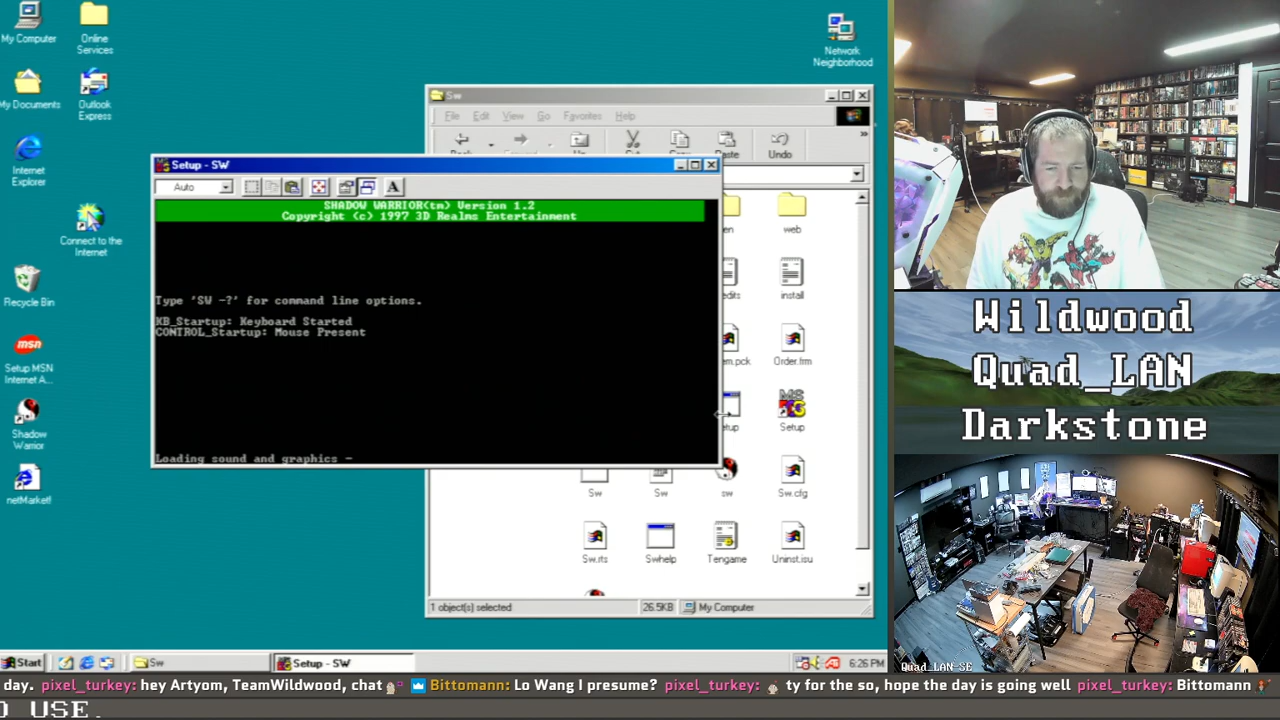 My Computer
Online
Services
Network
Neighborhood
My Documents
Outlook
Express
Internet
Explorer
Connect to the
Internet
Recycle Bin
Setup MSN
Internet A...
msn
Shadow
Warrior
netMarket!
Sw
File Edit View Go Favorites Help
Undo
web
install
Order.frm
MS
Setup
Sw
Sw
sw
Sw.cfg
Sw.rts
Swhelp
Tengame
Uninst.isu
1 object(s) selected
26.5KB
My Computer
Setup - SW
Auto
A
SHADOW WARRIOR(tm) Version 1.2
Copyright (c) 1997 3D Realms Entertainment
Type 'SW -?' for command line options.
KB_Startup: Keyboard Started
CONTROL_Startup: Mouse Present
Loading sound and graphics -
Start
Sw
Setup - SW
6:26 PM
Wildwood
Quad_LAN
Darkstone
Quad_LAN-SE
day. pixel_turkey: hey Artyom, TeamWildwood, chat Bittomann: Lo Wang I presume? pixel_turkey: ty for the so, hope the day is going well pixel_turkey: Bittomann
USE.